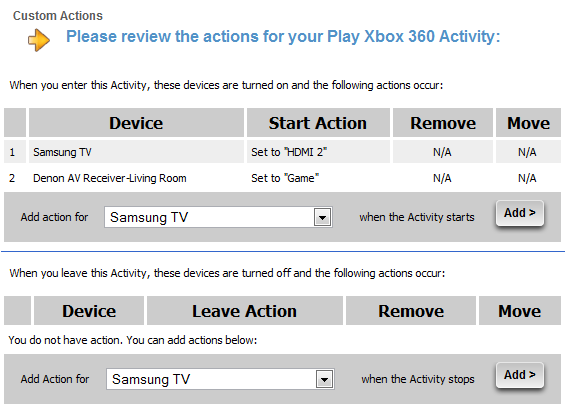 Custom Actions
Please review the actions for your Play Xbox 360 Activity:
When you enter this Activity, these devices are turned on and the following actions occur:
Device Start Action Remove Move
1 Samsung TV Set to "HDMI 2" N/A N/A
2 Denon AV Receiver-Living Room Set to "Game" N/A N/A
Add action for Samsung TV when the Activity starts Add >
When you leave this Activity, these devices are turned off and the following actions occur:
Device Leave Action Remove Move
You do not have action. You can add actions below:
Add Action for Samsung TV when the Activity stops Add >